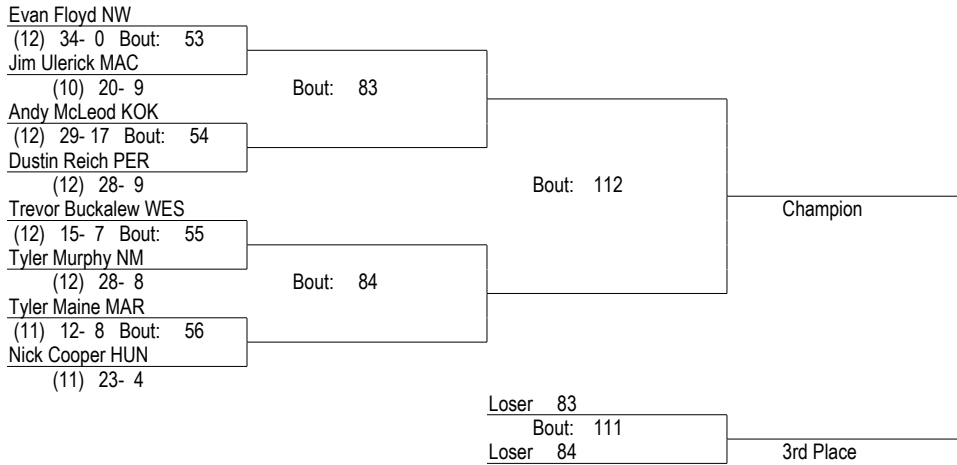 Evan Floyd NW
(12) 34- 0 Bout: 53
Jim Ulerick MAC
(10) 20- 9 Bout: 83
Andy McLeod KOK
(12) 29- 17 Bout: 54
Dustin Reich PER
(12) 28- 9 Bout: 112
Trevor Buckalew WES Champion
(12) 15- 7 Bout: 55
Tyler Murphy NM
(12) 28- 8 Bout: 84
Tyler Maine MAR
(11) 12- 8 Bout: 56
Nick Cooper HUN
(11) 23- 4
Loser 83
Bout: 111
Loser 84 3rd Place